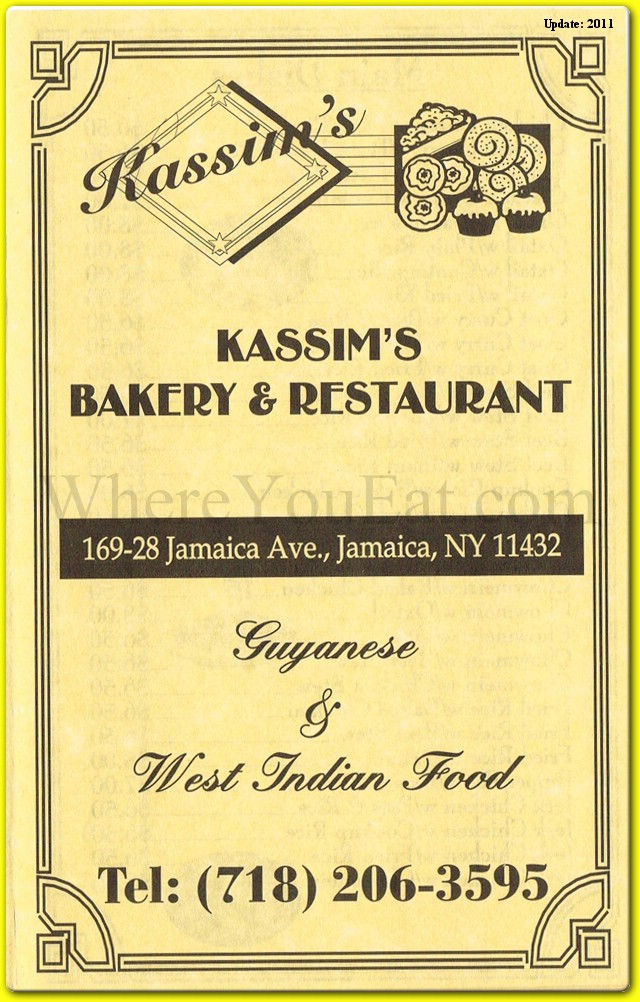 Update: 2011
Kassim's
KASSIM'S
BAKERY & RESTAURANT
WhereYouEat.com
169-28 Jamaica Ave., Jamaica, NY 11432
Guyanese
&
West Indian Food
Tel: (718) 206-3595